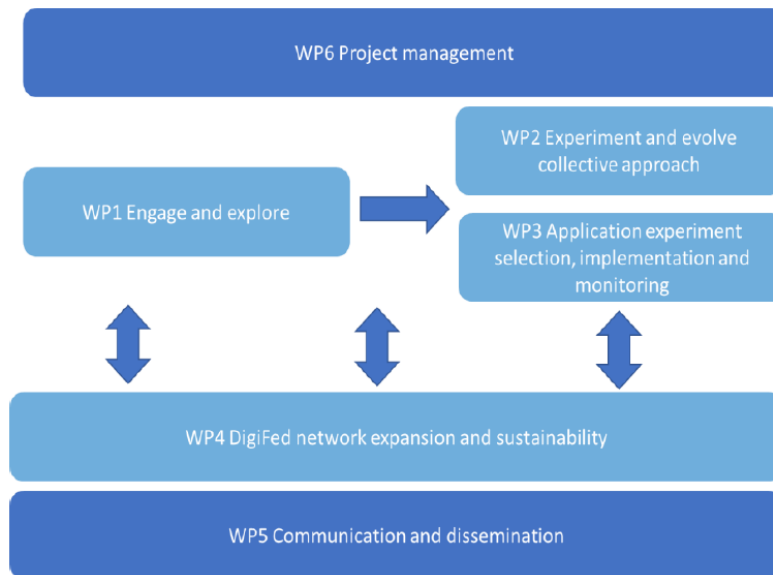 WP6 Project management
WP2 Experiment and evolve
collective approach
WP1 Engage and explore
WP3 Application experiment
selection, implementation and
monitoring
WP4 DigiFed network expansion and sustainability
WP5 Communication and dissemination